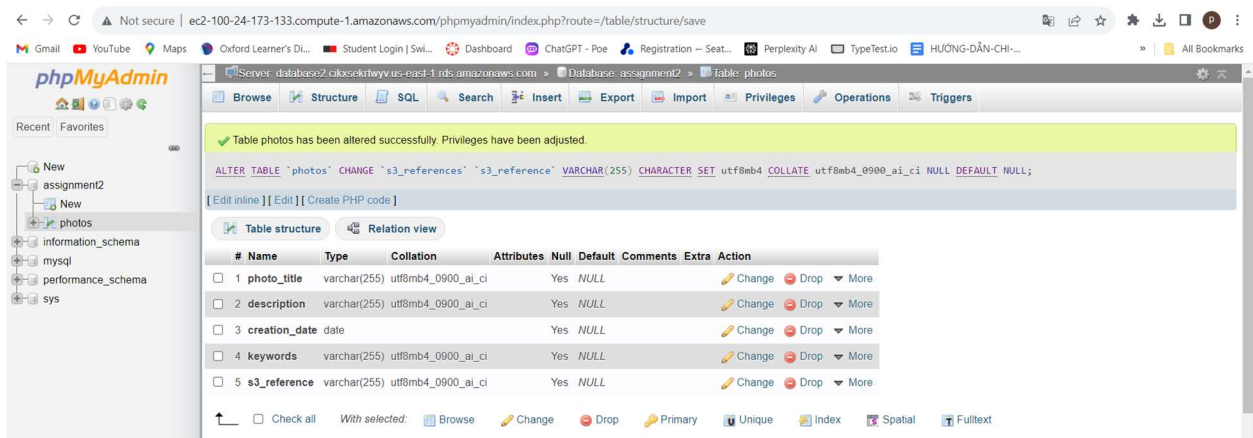 Not secure | ec2-100-24-173-133.compute-1.amazonaws.com/phpmyadmin/index.php?route=/table/structure/save
P
Gmail YouTube Maps Oxford Learner's Di... Student Login | Swi... Dashboard ChatGPT - Poe Registration – Seat... Perplexity AI TypeTest.io HƯỚNG-DẪN-CHI-... » All Bookmarks
phpMyAdmin
Recent Favorites
New
assignment2
New
photos
information_schema
mysql
performance_schema
sys
Server: database2.cikxsekrfwyv.us-east-1.rds.amazonaws.com » Database: assignment2 » Table: photos
Browse Structure SQL Search Insert Export Import Privileges Operations Triggers
Table photos has been altered successfully. Privileges have been adjusted.
ALTER TABLE `photos` CHANGE `s3_references` `s3_reference` VARCHAR(255) CHARACTER SET utf8mb4 COLLATE utf8mb4_0900_ai_ci NULL DEFAULT NULL;
[ Edit inline ] [ Edit ] [ Create PHP code ]
Table structure Relation view
# Name Type Collation Attributes Null Default Comments Extra Action
1 photo_title varchar(255) utf8mb4_0900_ai_ci Yes NULL Change Drop More
2 description varchar(255) utf8mb4_0900_ai_ci Yes NULL Change Drop More
3 creation_date date Yes NULL Change Drop More
4 keywords varchar(255) utf8mb4_0900_ai_ci Yes NULL Change Drop More
5 s3_reference varchar(255) utf8mb4_0900_ai_ci Yes NULL Change Drop More
Check all With selected: Browse Change Drop Primary Unique Index Spatial Fulltext